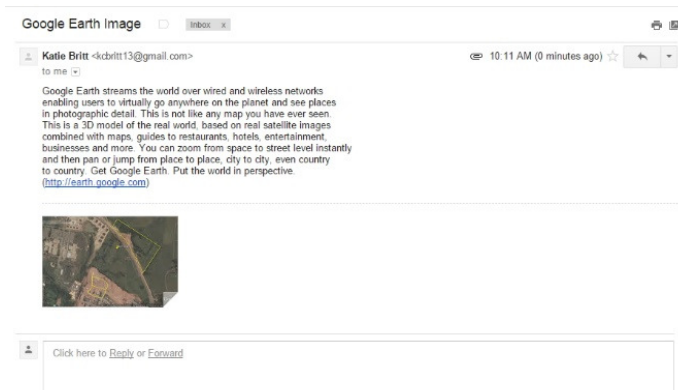 Google Earth Image
Inbox x
Katie Britt <kcbritt13@gmail.com>
10:11 AM (0 minutes ago)
to me
Google Earth streams the world over wired and wireless networks
enabling users to virtually go anywhere on the planet and see places
in photographic detail. This is not like any map you have ever seen.
This is a 3D model of the real world, based on real satellite images
combined with maps, guides to restaurants, hotels, entertainment,
businesses and more. You can zoom from space to street level instantly
and then pan or jump from place to place, city to city, even country
to country. Get Google Earth. Put the world in perspective.
(http://earth.google.com)
Click here to Reply or Forward